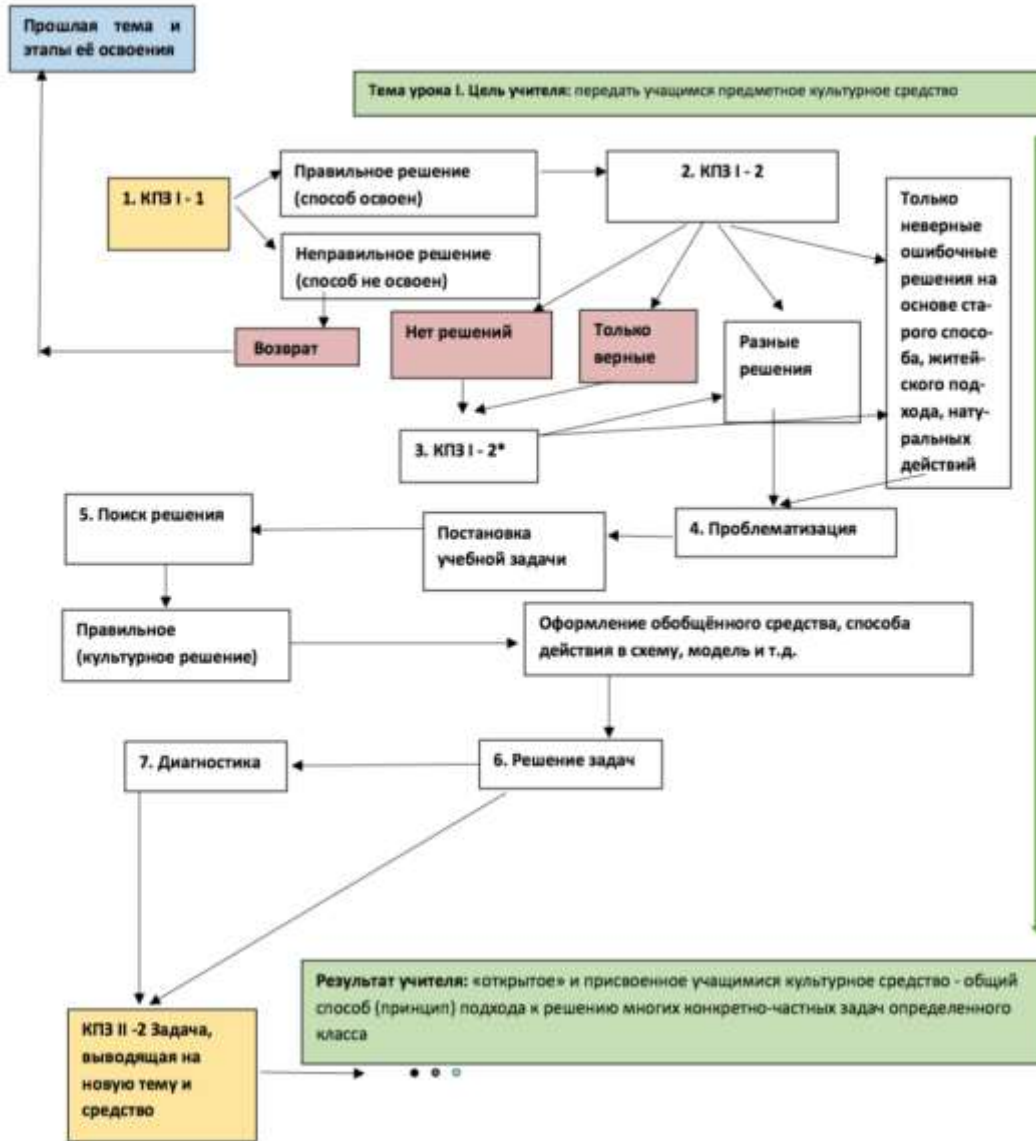 Прошлая тема и
этапы её освоения
Тема урока I. Цель учителя: передать учащимся предметное культурное средство
1. КПЗ I - 1
Правильное решение
(способ освоен)
2. КПЗ I - 2
Только
неверные
ошибочные
решения на
основе ста-
рого спосо-
ба, житей-
ского под-
хода, нату-
ральных
действий
Неправильное решение
(способ не освоен)
Возврат
Нет решений
Только
верные
Разные
решения
3. КПЗ I - 2*
4. Проблематизация
Постановка
учебной задачи
5. Поиск решения
Правильное
(культурное решение)
Оформление обобщённого средства, способа
действия в схему, модель и т.д.
6. Решение задач
7. Диагностика
Результат учителя: «открытое» и присвоенное учащимися культурное средство - общий
способ (принцип) подхода к решению многих конкретно-частных задач определенного
класса
КПЗ II -2 Задача,
выводящая на
новую тему и
средство